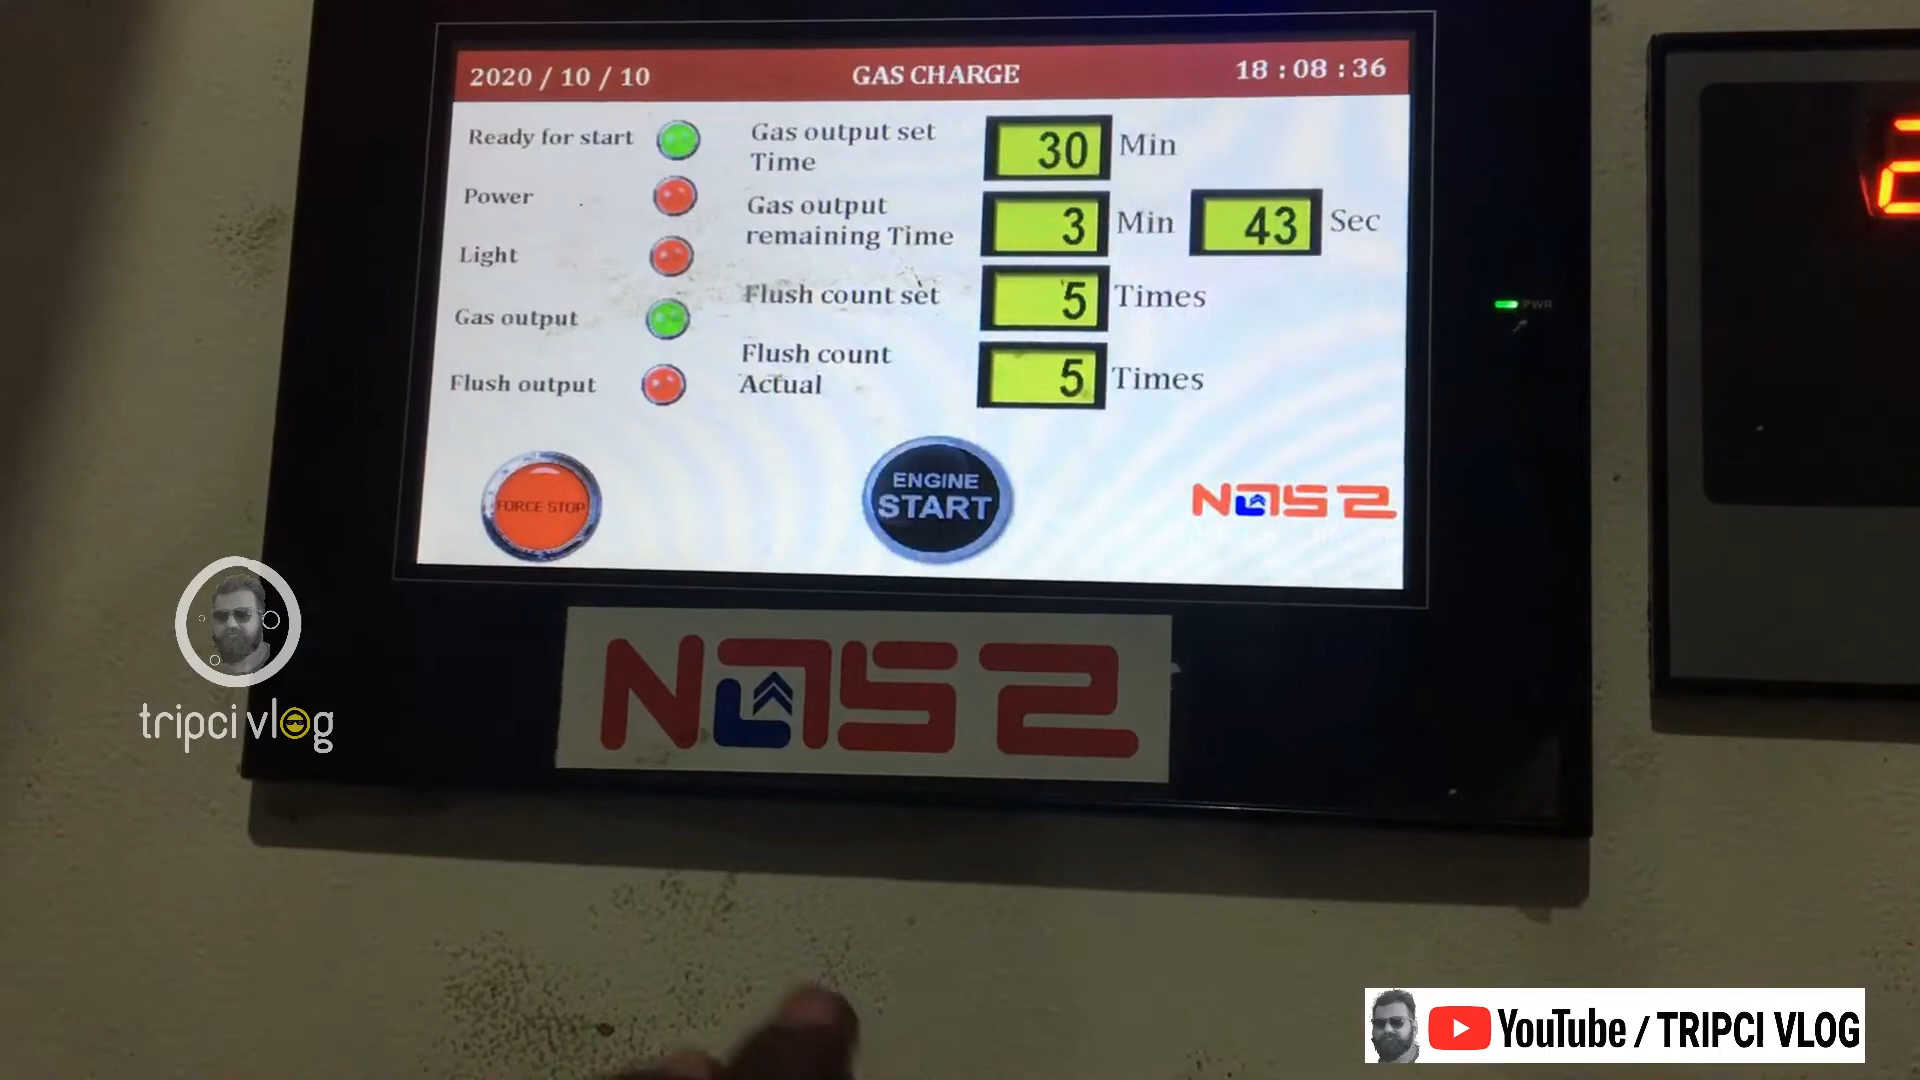 2020 / 10 / 10 GAS CHARGE 18 : 08 : 36
Ready for start
Power
Light
Gas output
Flush output
Gas output set
Time
30 Min
Gas output
remaining Time
3 Min 43 Sec
Flush count set
5 Times
Flush count
Actual
5 Times
FORCE STOP
ENGINE
START
PWR
tripci vlog
YouTube / TRIPCI VLOG